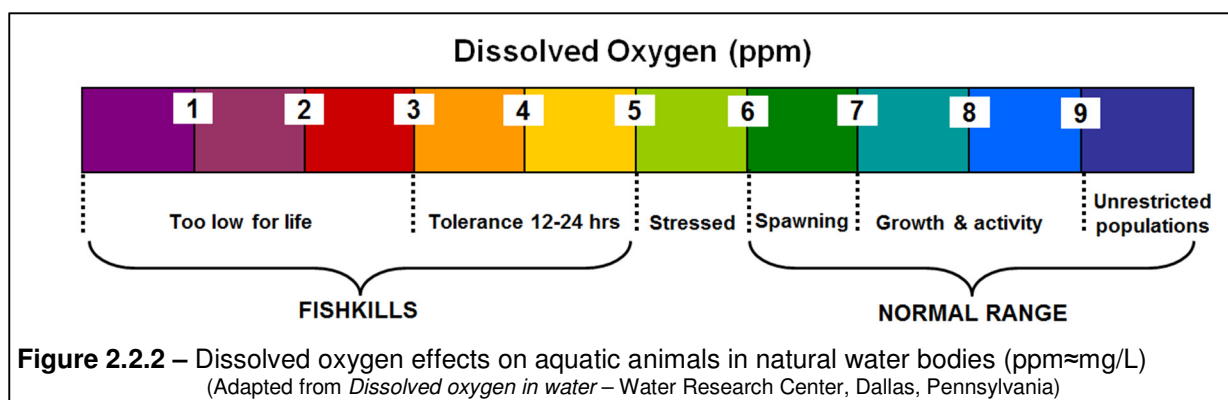 Dissolved Oxygen (ppm)
1 2 3 4 5 6 7 8 9
Too low for life Tolerance 12-24 hrs Stressed Spawning Growth & activity Unrestricted
populations
FISHKILLS NORMAL RANGE
Figure 2.2.2 – Dissolved oxygen effects on aquatic animals in natural water bodies (ppm≈mg/L)
(Adapted from Dissolved oxygen in water – Water Research Center, Dallas, Pennsylvania)